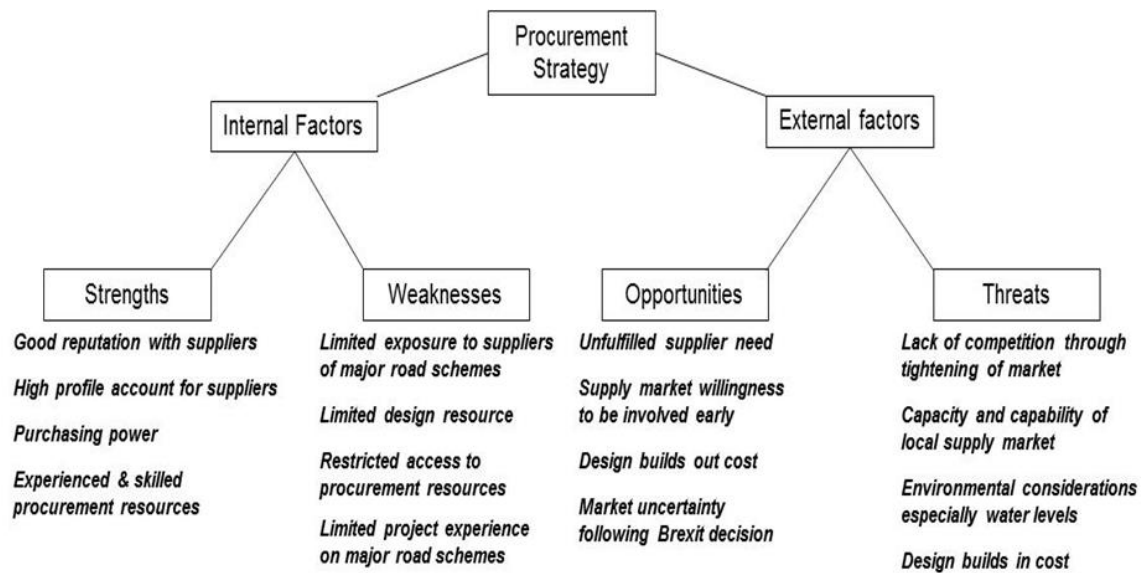 Procurement
Strategy
Internal Factors
External factors
Strengths
Good reputation with suppliers
High profile account for suppliers
Purchasing power
Experienced & skilled
procurement resources
Weaknesses
Limited exposure to suppliers
of major road schemes
Limited design resource
Restricted access to
procurement resources
Limited project experience
on major road schemes
Opportunities
Unfulfilled supplier need
Supply market willingness
to be involved early
Design builds out cost
Market uncertainty
following Brexit decision
Threats
Lack of competition through
tightening of market
Capacity and capability of
local supply market
Environmental considerations
especially water levels
Design builds in cost